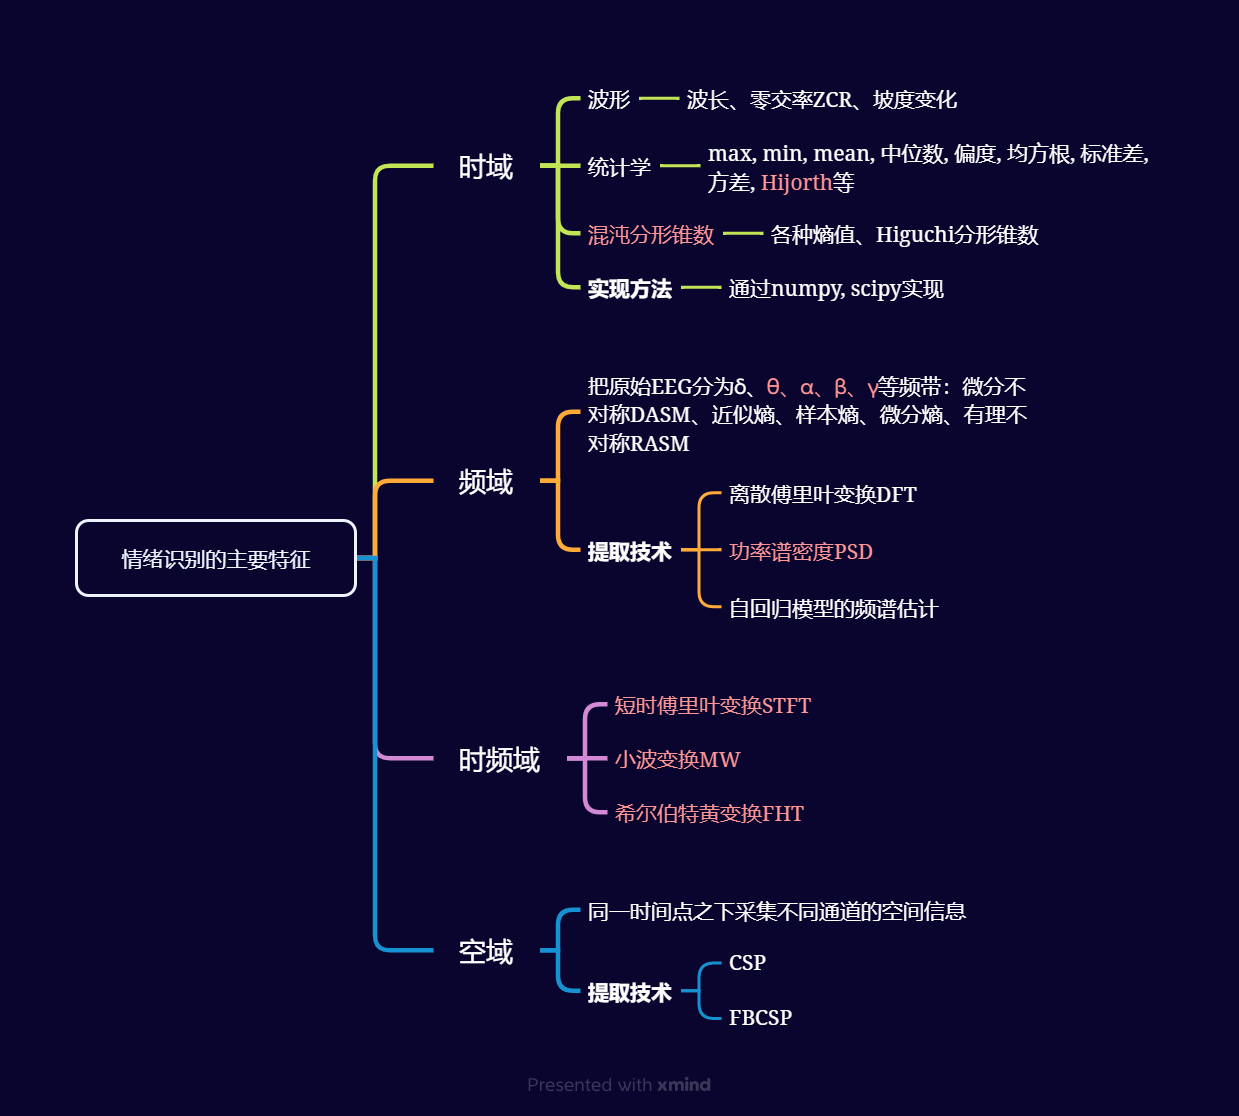 情绪识别的主要特征
时域
波形
波长、零交率ZCR、坡度变化
统计学
max, min, mean, 中位数, 偏度, 均方根, 标准差,
方差, Hijorth等
混沌分形锥数
各种熵值、Higuchi分形锥数
实现方法
通过numpy, scipy实现
频域
把原始EEG分为δ、θ、α、β、γ等频带：微分不
对称DASM、近似熵、样本熵、微分熵、有理不
对称RASM
提取技术
离散傅里叶变换DFT
功率谱密度PSD
自回归模型的频谱估计
时频域
短时傅里叶变换STFT
小波变换MW
希尔伯特黄变换FHT
空域
同一时间点之下采集不同通道的空间信息
提取技术
CSP
FBCSP
Presented with xmind